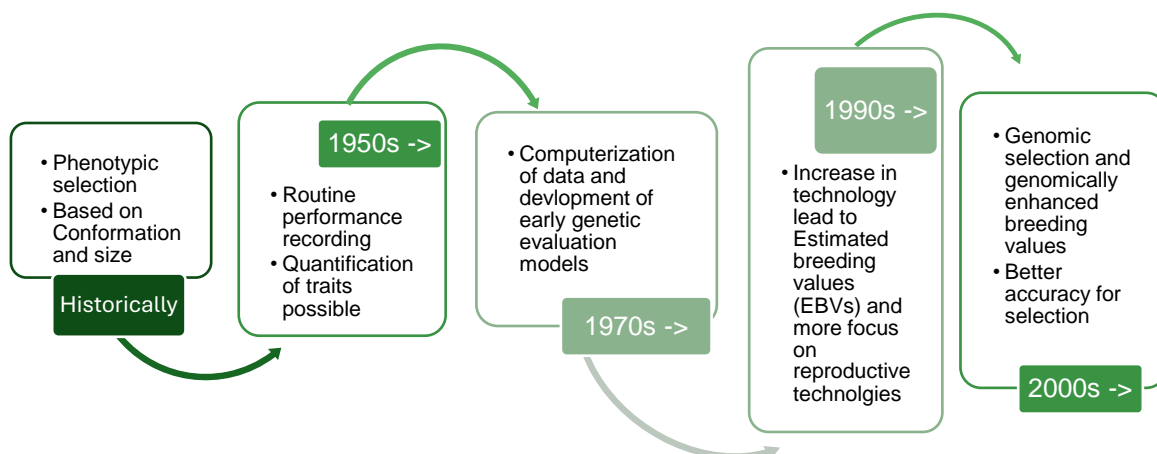 • Phenotypic
selection
• Based on
Conformation
and size
Historically
1950s ->
• Routine
performance
recording
• Quantification
of traits
possible
• Computerization
of data and
devlopment of
early genetic
evaluation
models
1970s ->
1990s ->
• Increase in
technology
lead to
Estimated
breeding
values
(EBVs) and
more focus
on
reproductive
technolgies
• Genomic
selection and
genomically
enhanced
breeding
values
• Better
accuracy for
selection
2000s ->